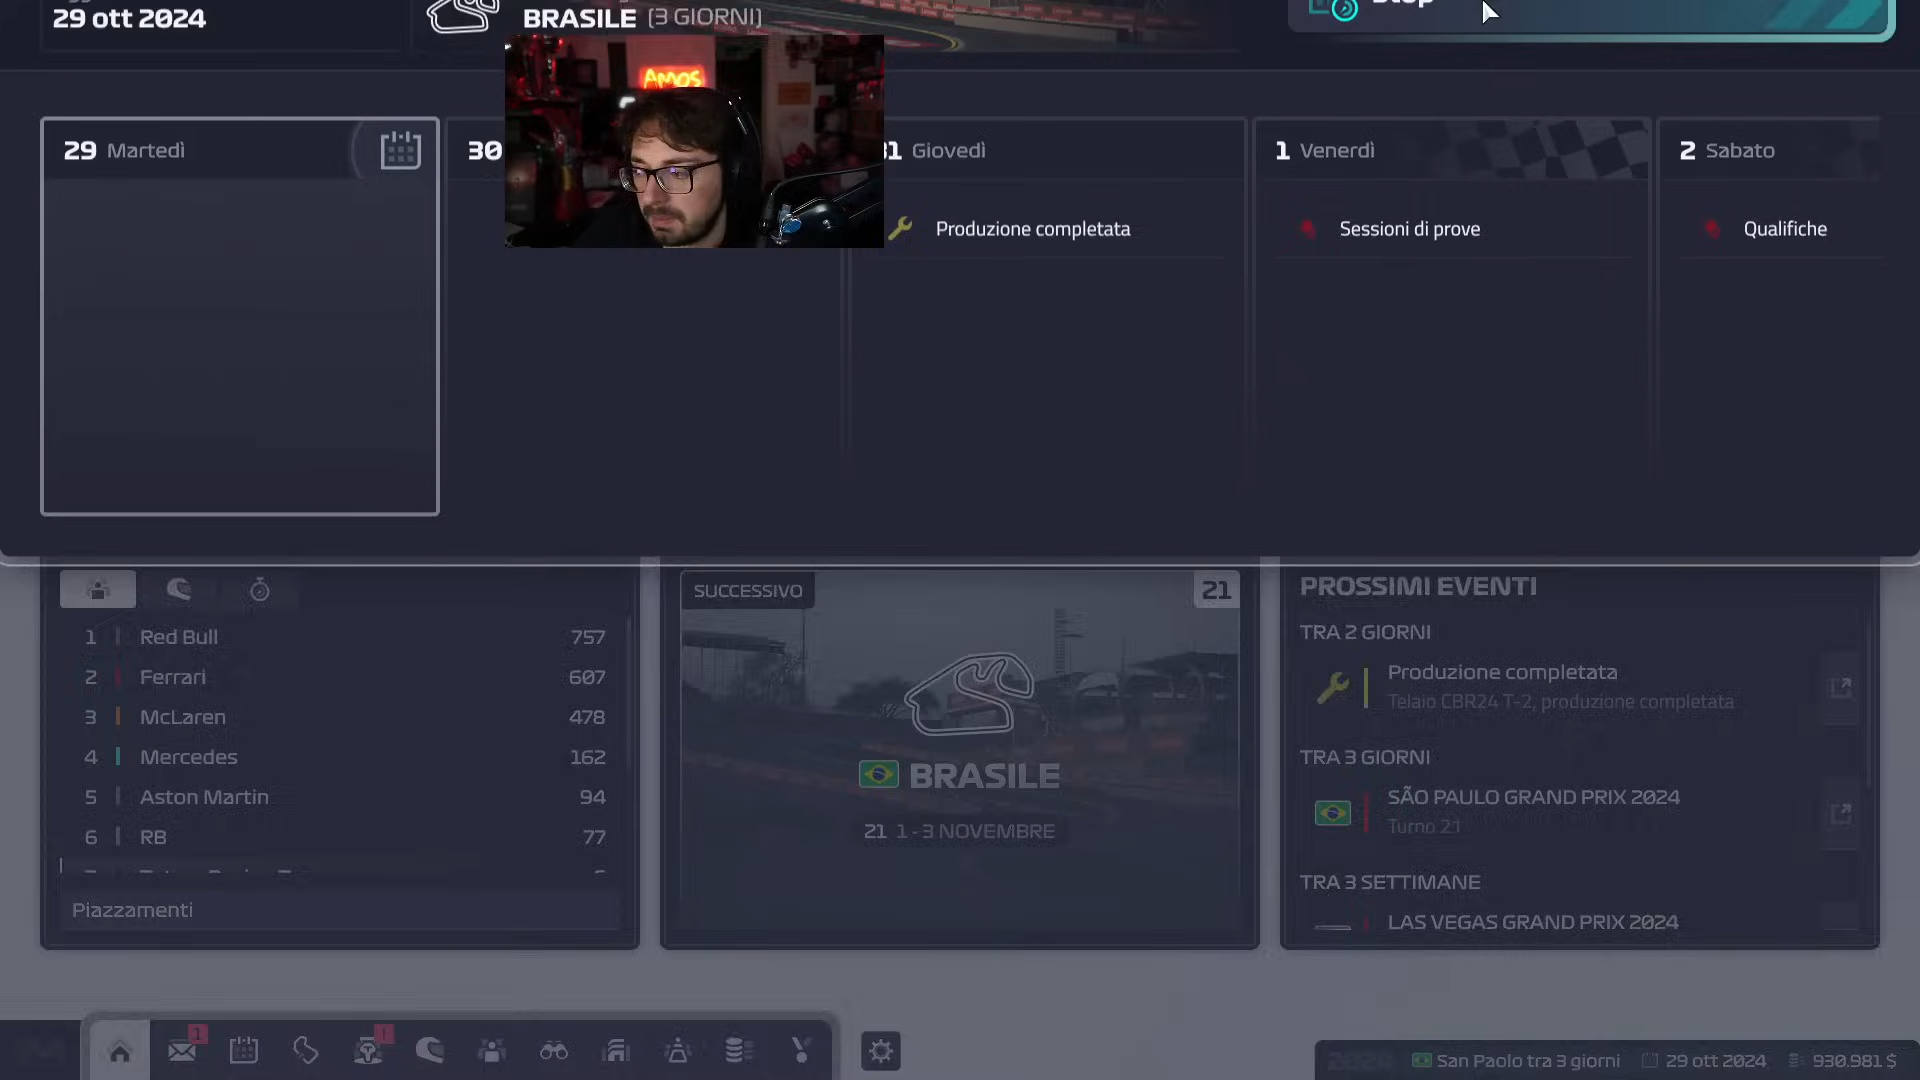 29 ott 2024
BRASILE (3 GIORNI)
Stop
AMOS
29 Martedì
30
31 Giovedì
1 Venerdì
2 Sabato
Produzione completata
Sessioni di prove
Qualifiche
1 Red Bull 757
2 Ferrari 607
3 McLaren 478
4 Mercedes 162
5 Aston Martin 94
6 RB 77
Piazzamenti
SUCCESSIVO 21
BRASILE
21 1 - 3 NOVEMBRE
PROSSIMI EVENTI
TRA 2 GIORNI
Produzione completata
Telaio CBR24 T-2, produzione completata
TRA 3 GIORNI
SÃO PAULO GRAND PRIX 2024
Turno 21
TRA 3 SETTIMANE
LAS VEGAS GRAND PRIX 2024
1
San Paolo tra 3 giorni 29 ott 2024 930.981 $